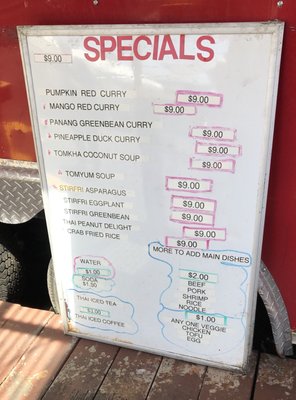 SPECIALS
$9.00
PUMPKIN RED CURRY $9.00
MANGO RED CURRY $9.00
PANANG GREENBEAN CURRY $9.00
PINEAPPLE DUCK CURRY $9.00
TOMKHA COCONUT SOUP $9.00
TOMYUM SOUP $9.00
STIRFRI ASPARAGUS $9.00
STIRFRI EGGPLANT $9.00
STIRFRI GREENBEAN $9.00
THAI PEANUT DELIGHT $9.00
CRAB FRIED RICE $9.00
WATER
$1.00
SODA
$1.50
THAI ICED TEA
$3.00
THAI ICED COFFEE
MORE TO ADD MAIN DISHES,
$2.00
BEEF
PORK
SHRIMP
RICE
NOODLE
$1.00
ANY ONE VEGGIE
CHICKEN
TOFU
EGG